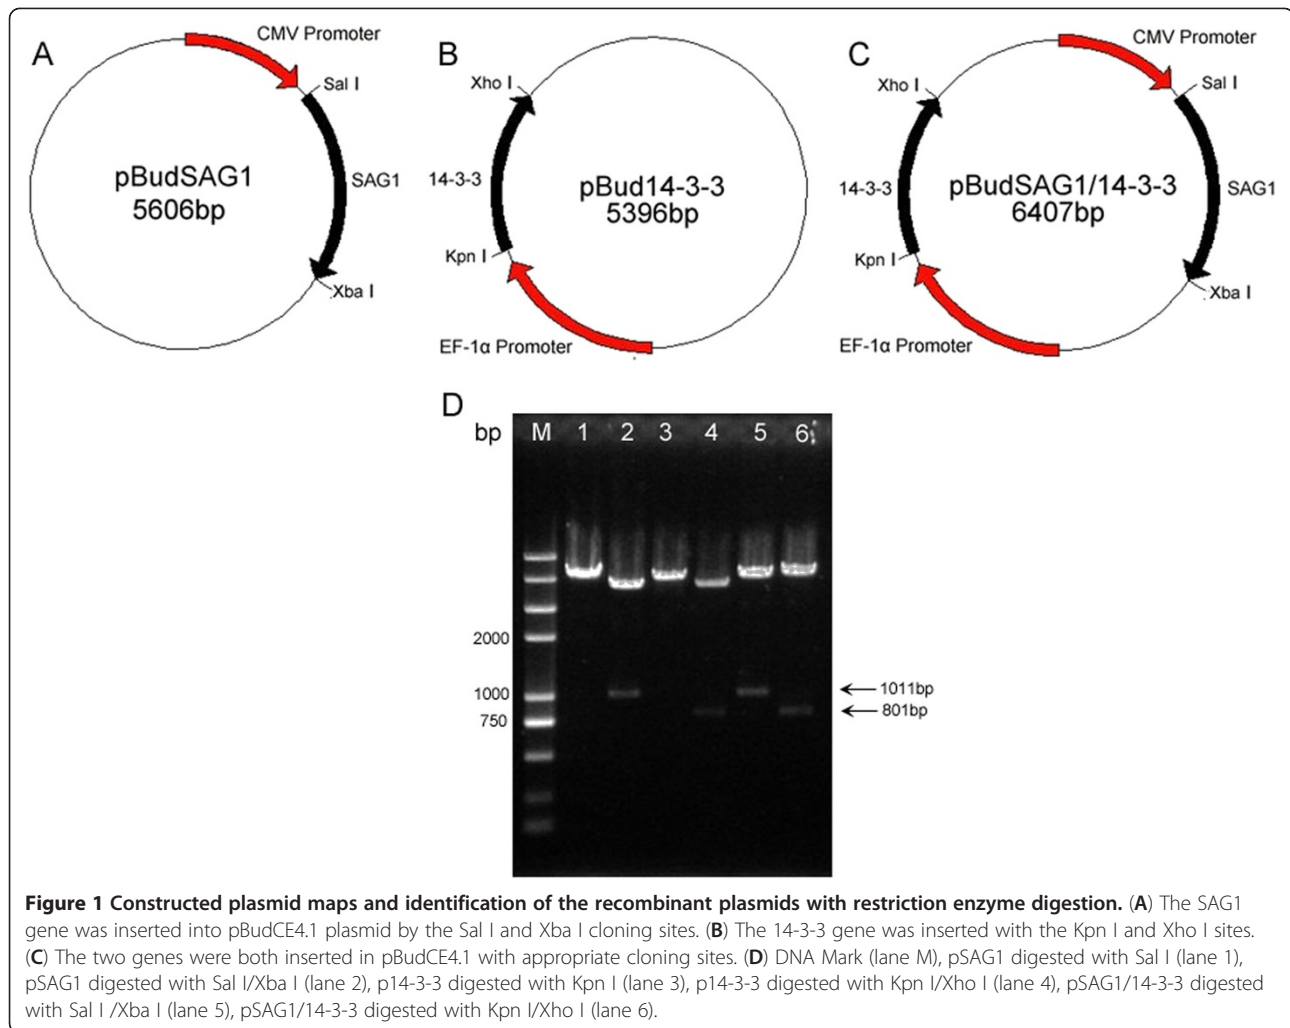 A
CMV Promoter
Sal I
pBudSAG1
5606bp
SAG1
Xba I
B
Xho I
14-3-3
pBud14-3-3
5396bp
Kpn I
EF-1α Promoter
C
CMV Promoter
Xho I
Sal I
14-3-3
pBudSAG1/14-3-3
6407bp
SAG1
Kpn I
Xba I
EF-1α Promoter
D
bp M 1 2 3 4 5 6
2000
1000
750
1011bp
801bp
Figure 1 Constructed plasmid maps and identification of the recombinant plasmids with restriction enzyme digestion. (A) The SAG1
gene was inserted into pBudCE4.1 plasmid by the Sal I and Xba I cloning sites. (B) The 14-3-3 gene was inserted with the Kpn I and Xho I sites.
(C) The two genes were both inserted in pBudCE4.1 with appropriate cloning sites. (D) DNA Mark (lane M), pSAG1 digested with Sal I (lane 1),
pSAG1 digested with Sal I/Xba I (lane 2), p14-3-3 digested with Kpn I (lane 3), p14-3-3 digested with Kpn I/Xho I (lane 4), pSAG1/14-3-3 digested
with Sal I /Xba I (lane 5), pSAG1/14-3-3 digested with Kpn I/Xho I (lane 6).